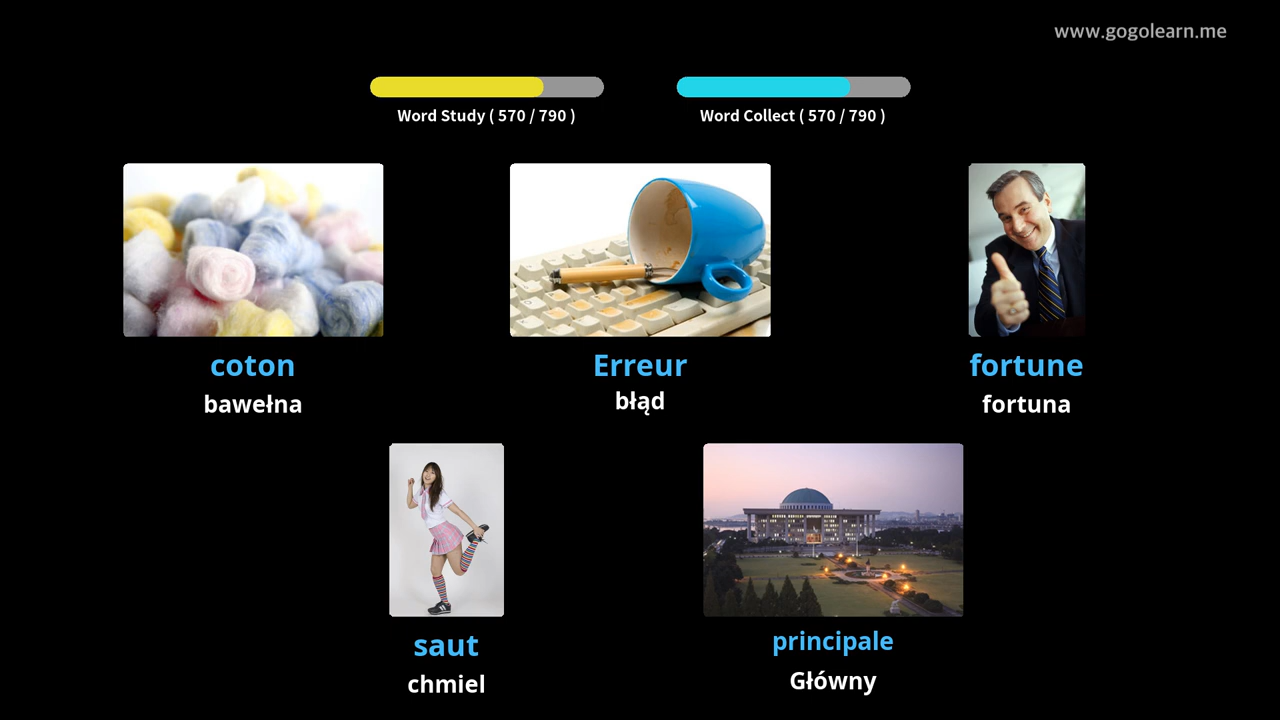 www.gogolearn.me
Word Study ( 570 / 790 )
Word Collect ( 570 / 790 )
coton
bawełna
Erreur
błąd
fortune
fortuna
saut
chmiel
principale
Główny